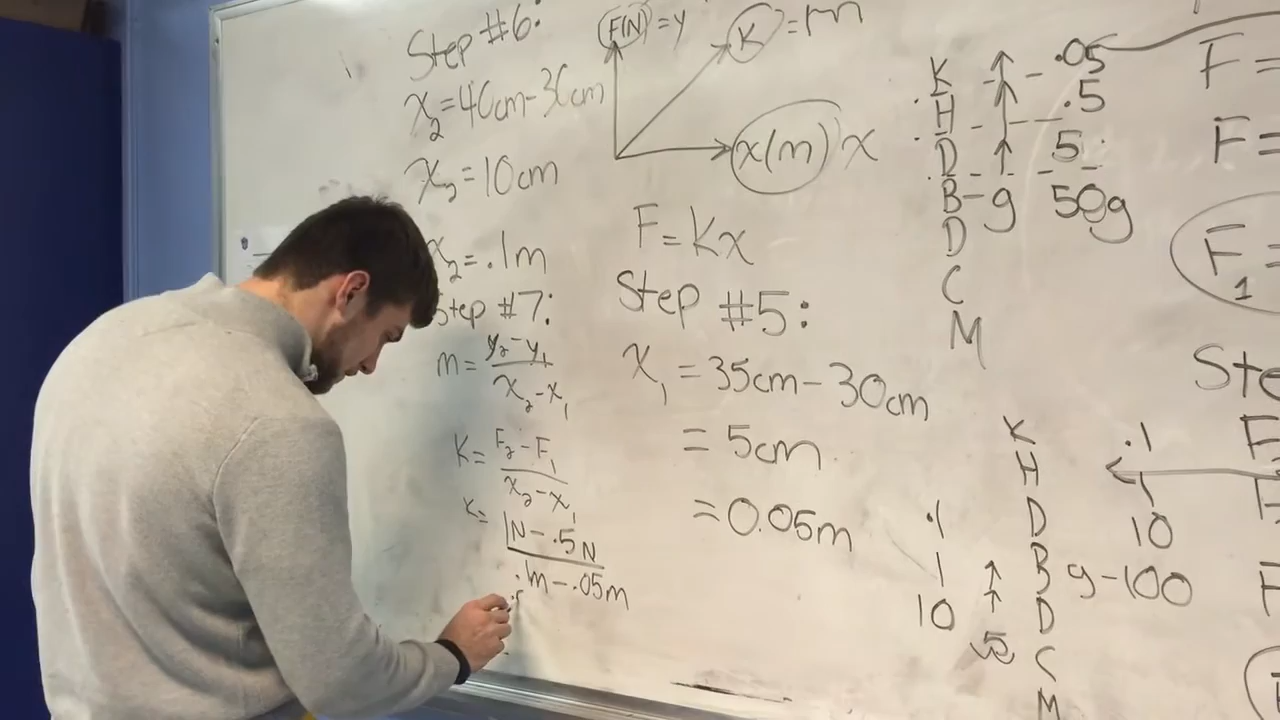 Step #6:
x₂=40cm-30cm
x₂=10cm
x₂=.1m
Step #7:
m= y₂-y₁
x₂-x₁
K= F₂-F₁
x₂-x₁
K=
1N-.5N
.1m-.05m
F(N)=y
K=m
x(m) x
F=Kx
Step #5:
x₁=35cm-30cm
=5cm
=0.05m
K - .05
H .5
D 5
B-g 50g
D
C
M
F=
F=
F₁=
K
H .1
D 10
B g-100
D
C
M
.1
1
10